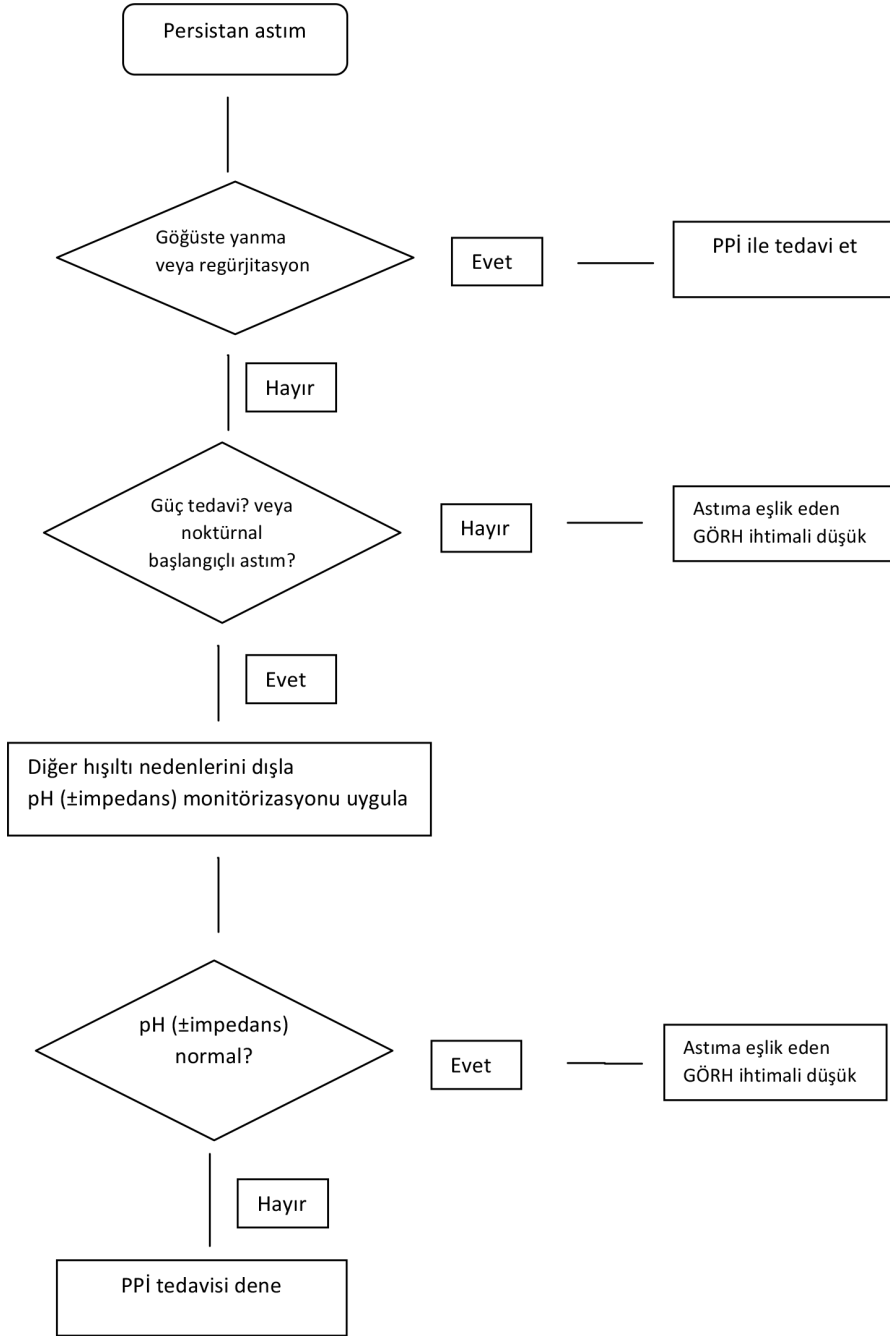 Persistan astım
Göğüste yanma
veya regürjitasyon
Evet
PPİ ile tedavi et
Hayır
Güç tedavi? veya
noktürnal
başlangıçlı astım?
Hayır
Astıma eşlik eden
GÖRH ihtimali düşük
Evet
Diğer hışıltı nedenlerini dışla
pH (±impedans) monitörizasyonu uygula
pH (±impedans)
normal?
Evet
Astıma eşlik eden
GÖRH ihtimali düşük
Hayır
PPİ tedavisi dene